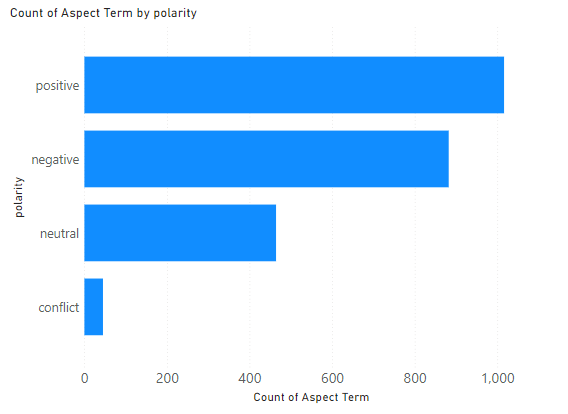 Count of Aspect Term by polarity
polarity
positive
negative
neutral
conflict
0 200 400 600 800 1,000
Count of Aspect Term